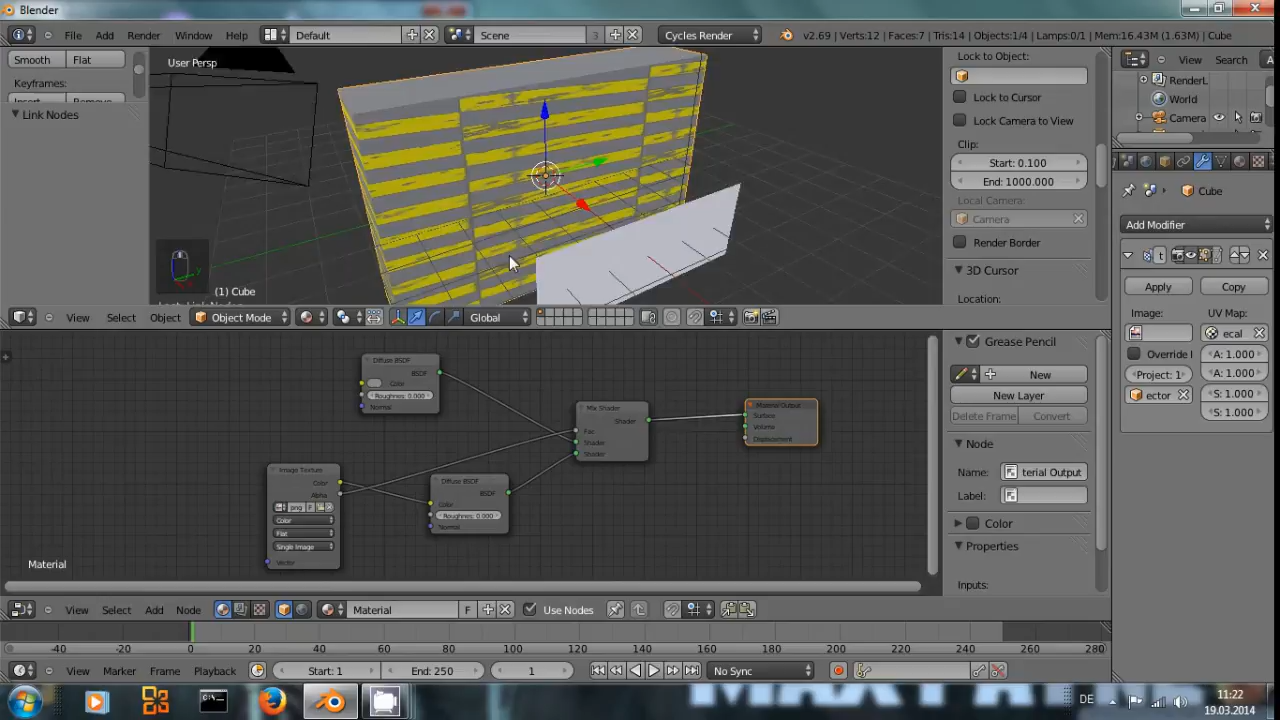 Blender
File Add Render Window Help Default Scene 3 Cycles Render v2.69 | Verts:12 | Faces:7 | Tris:14 | Objects:1/4 | Lamps:0/1 | Mem:16.43M (1.63M) | Cube
Smooth Flat
Keyframes:
Insert Remove
Link Nodes
User Persp
(1) Cube
Lock to Object:
Lock to Cursor
Lock Camera to View
Clip:
Start: 0.100
End: 1000.000
Local Camera:
Camera
Render Border
3D Cursor
Location:
View Search
RenderL
World
Camera
Cube
Add Modifier
Apply Copy
Image: UV Map:
ecal
Override I A: 1.000
Project: 1 A: 1.000
ector S: 1.000
S: 1.000
View Select Object Object Mode Global
Diffuse BSDF
BSDF
Color
Roughness: 0.000
Normal
Mix Shader
Shader
Fac
Shader
Shader
Material Output
Surface
Volume
Displacement
Image Texture
Color
Alpha
png F
Color
Flat
Single Image
Vector
Diffuse BSDF
BSDF
Color
Roughness: 0.000
Normal
Material
Grease Pencil
New
New Layer
Delete Frame Convert
Node
Name: terial Output
Label:
Color
Properties
Inputs:
View Select Add Node Material F Use Nodes
-40 -20 0 20 40 60 80 100 120 140 160 180 200 220 240 260 280
View Marker Frame Playback Start: 1 End: 250 1 No Sync
DE
11:22
19.03.2014